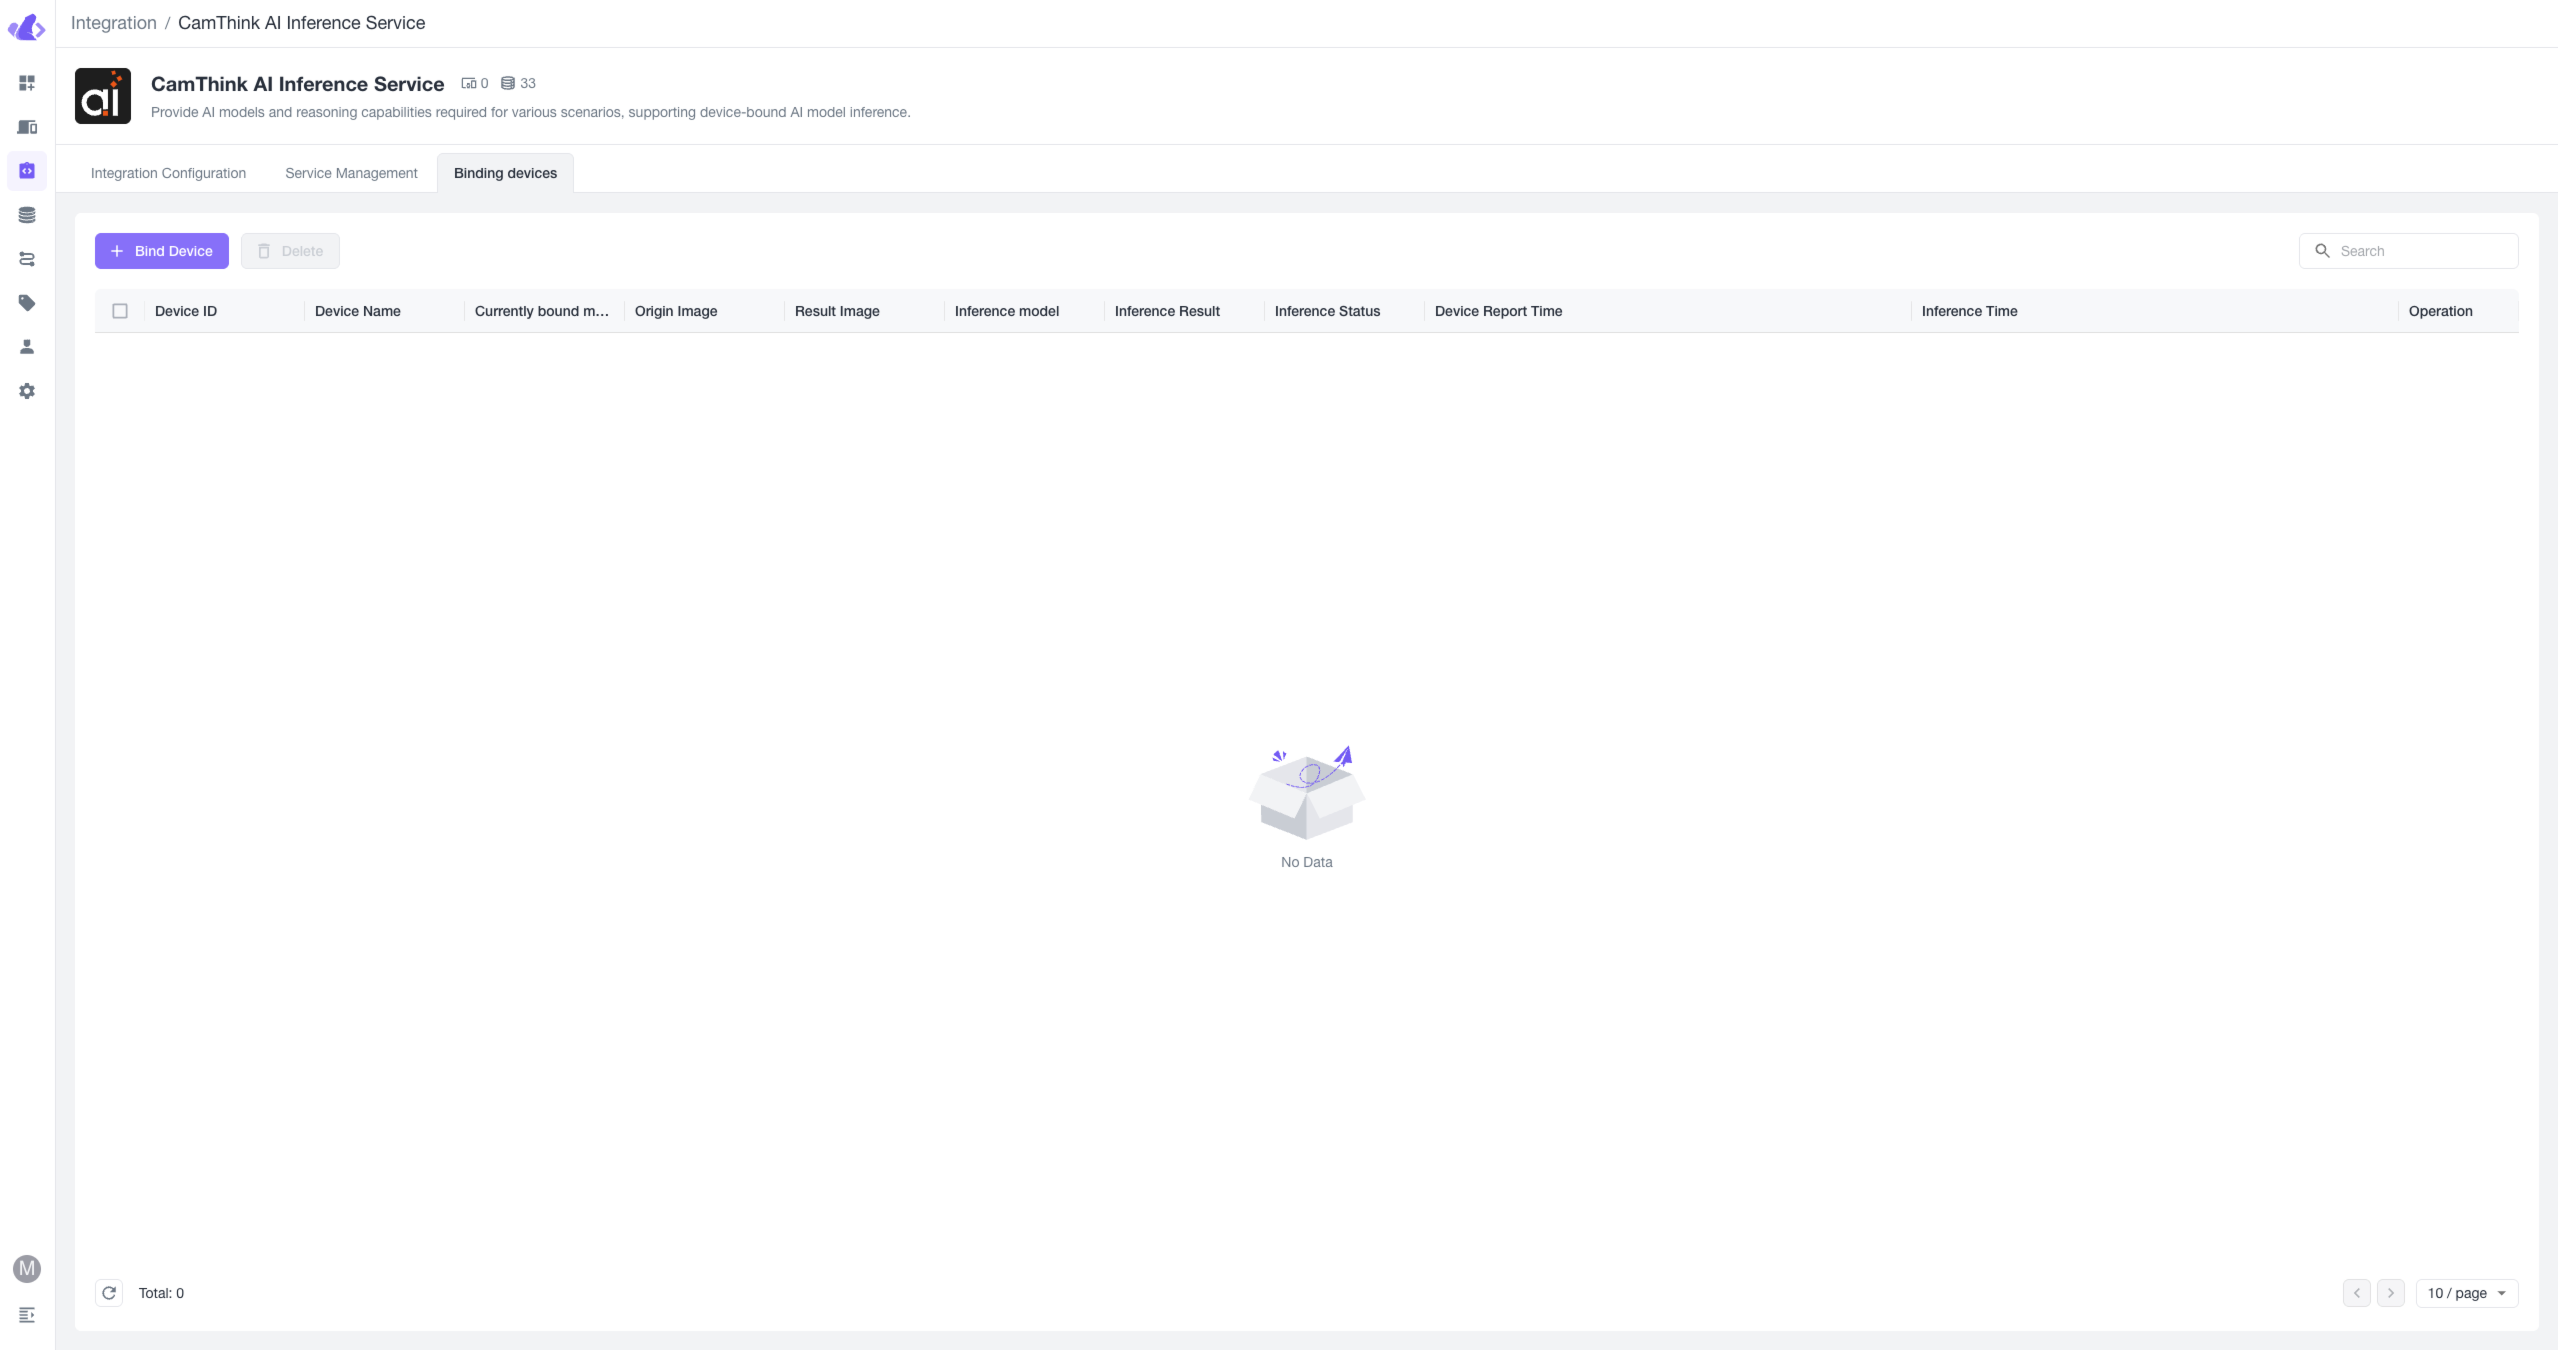 Integration / CamThink AI Inference Service
ai
CamThink AI Inference Service 0 33
Provide AI models and reasoning capabilities required for various scenarios, supporting device-bound AI model inference.
Integration Configuration Service Management Binding devices
+ Bind Device Delete Search
Device ID Device Name Currently bound m... Origin Image Result Image Inference model Inference Result Inference Status Device Report Time Inference Time Operation
No Data
M
Total: 0 10 / page